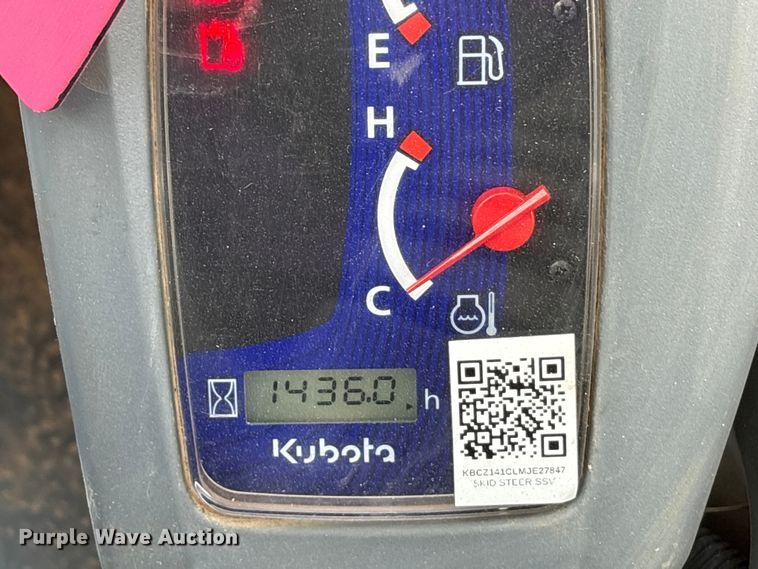 E
H
C
1436.0 h
Kubota
KBCZ141CLMJE27847
SKID STEER SSV
Purple Wave Auction